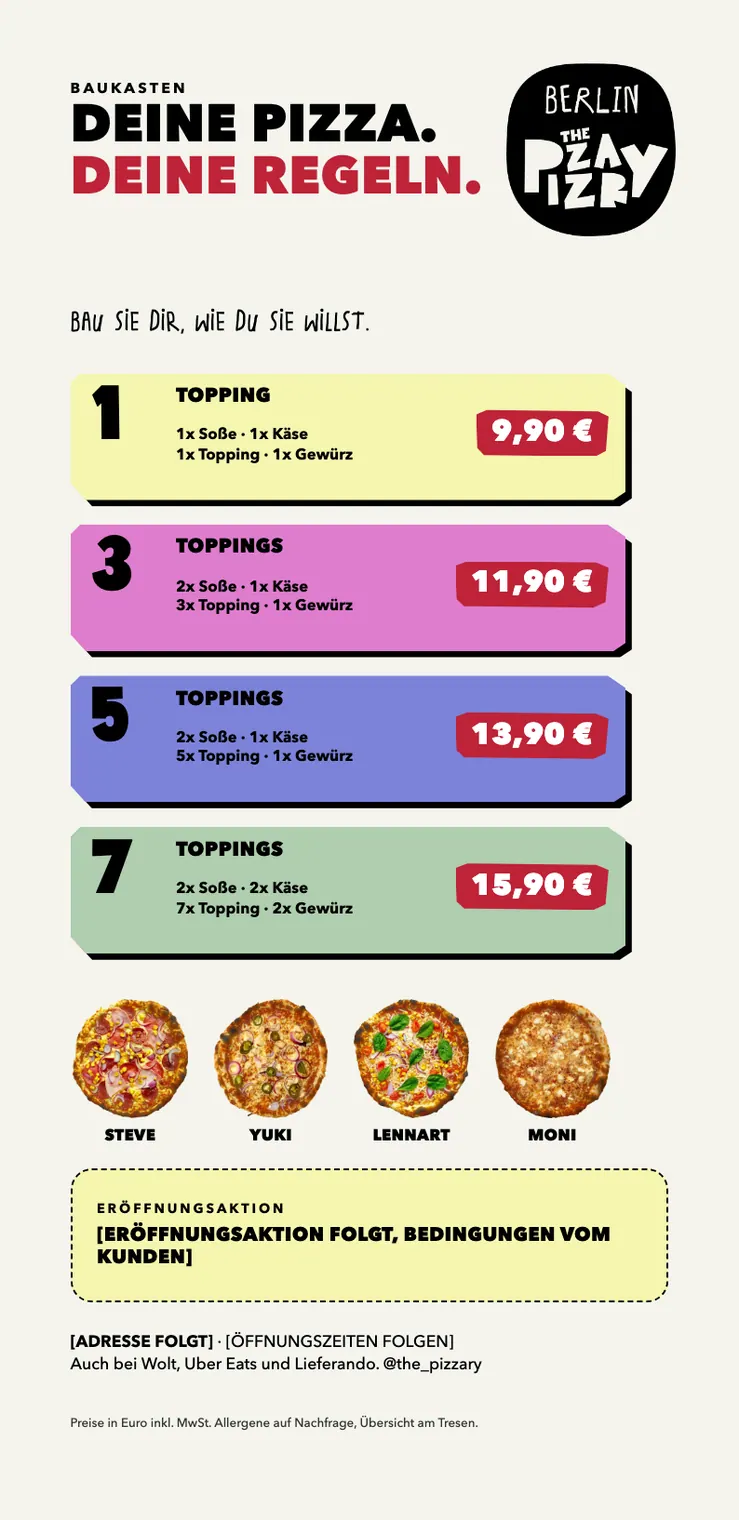 BAUKASTEN
DEINE PIZZA.
DEINE REGELN.
BERLIN
THE
PIZZARY
BAU SIE DIR, WIE DU SIE WILLST.
1
TOPPING
1x Soße · 1x Käse
1x Topping · 1x Gewürz
9,90 €
3
TOPPINGS
2x Soße · 1x Käse
3x Topping · 1x Gewürz
11,90 €
5
TOPPINGS
2x Soße · 1x Käse
5x Topping · 1x Gewürz
13,90 €
7
TOPPINGS
2x Soße · 2x Käse
7x Topping · 2x Gewürz
15,90 €
STEVE YUKI LENNART MONI
ERÖFFNUNGSAKTION
[ERÖFFNUNGSAKTION FOLGT, BEDINGUNGEN VOM
KUNDEN]
[ADRESSE FOLGT] · [ÖFFNUNGSZEITEN FOLGEN]
Auch bei Wolt, Uber Eats und Lieferando. @the_pizzary
Preise in Euro inkl. MwSt. Allergene auf Nachfrage, Übersicht am Tresen.